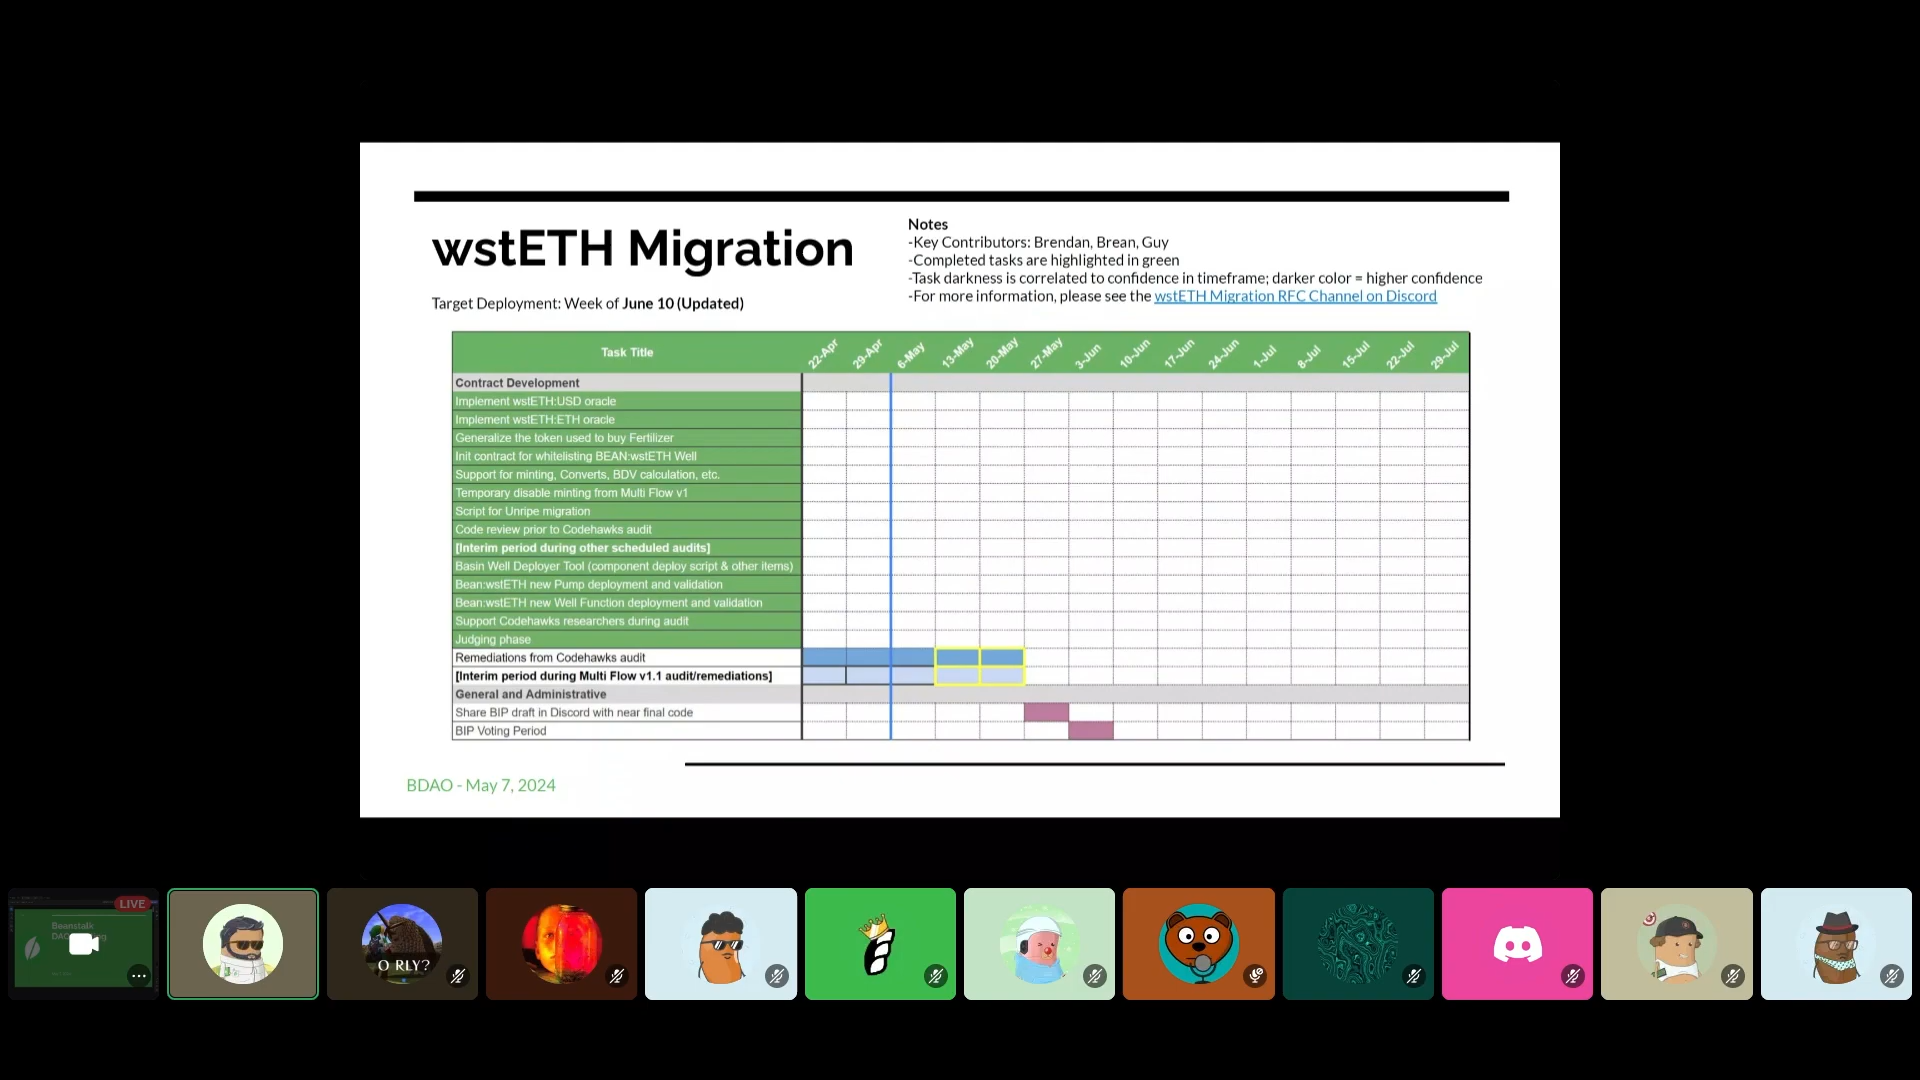 wstETH Migration
Target Deployment: Week of June 10 (Updated)
Notes
-Key Contributors: Brendan, Brean, Guy
-Completed tasks are highlighted in green
-Task darkness is correlated to confidence in timeframe; darker color = higher confidence
-For more information, please see the wstETH Migration RFC Channel on Discord
Task Title 22-Apr 29-Apr 6-May 13-May 20-May 27-May 3-Jun 10-Jun 17-Jun 24-Jun 1-Jul 8-Jul 15-Jul 22-Jul 29-Jul
Contract Development
Implement wstETH:USD oracle
Implement wstETH:ETH oracle
Generalize the token used to buy Fertilizer
Init contract for whitelisting BEAN:wstETH Well
Support for minting, Converts, BDV calculation, etc.
Temporary disable minting from Multi Flow v1
Script for Unripe migration
Code review prior to Codehawks audit
[Interim period during other scheduled audits]
Basin Well Deployer Tool (component deploy script & other items)
Bean:wstETH new Pump deployment and validation
Bean:wstETH new Well Function deployment and validation
Support Codehawks researchers during audit
Judging phase
Remediations from Codehawks audit
[Interim period during Multi Flow v1.1 audit/remediations]
General and Administrative
Share BIP draft in Discord with near final code
BIP Voting Period
BDAO - May 7, 2024
LIVE
Beanstalk
O RLY?